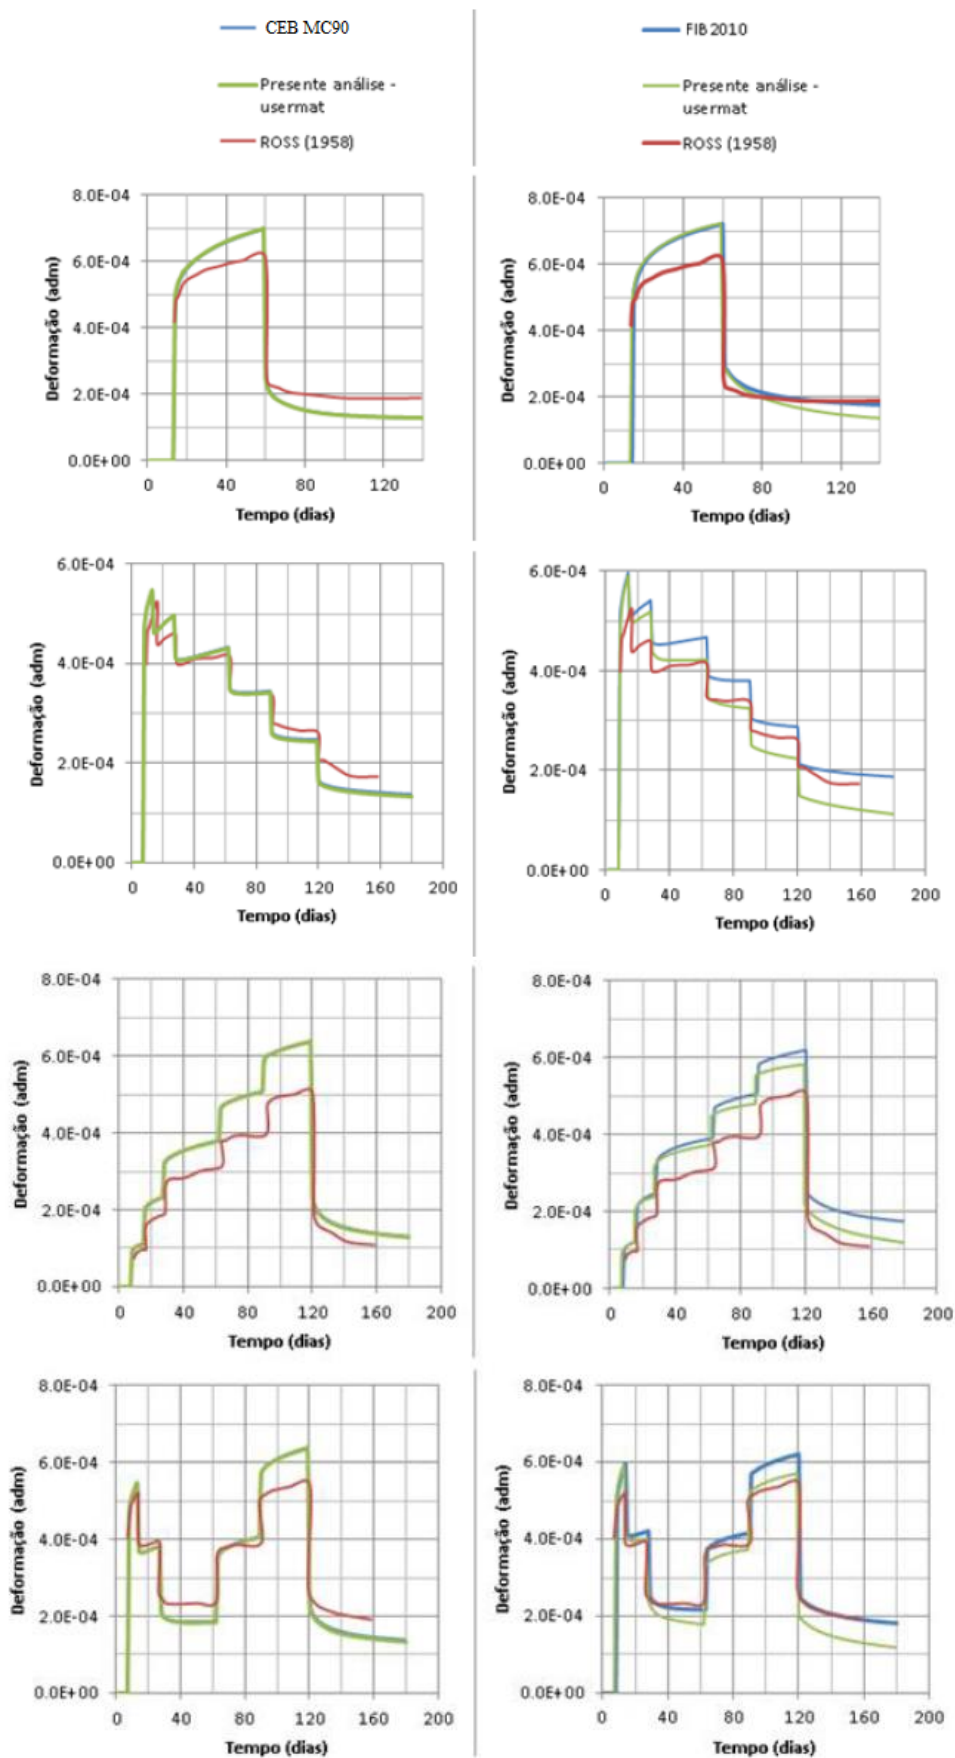 CEB MC90
Presente análise -
usermat
ROSS (1958)
FIB2010
Presente análise -
usermat
ROSS (1958)
8.0E-04
6.0E-04
4.0E-04
2.0E-04
0.0E+00
Deformação (adm)
0 40 80 120
Tempo (dias)
8.0E-04
6.0E-04
4.0E-04
2.0E-04
0.0E+00
Deformação (adm)
0 40 80 120
Tempo (dias)
6.0E-04
4.0E-04
2.0E-04
0.0E+00
Deformação (adm)
0 40 80 120 160 200
Tempo (dias)
6.0E-04
4.0E-04
2.0E-04
0.0E+00
Deformação (adm)
0 40 80 120 160 200
Tempo (dias)
8.0E-04
6.0E-04
4.0E-04
2.0E-04
0.0E+00
Deformação (adm)
0 40 80 120 160 200
Tempo (dias)
8.0E-04
6.0E-04
4.0E-04
2.0E-04
0.0E+00
Deformação (adm)
0 40 80 120 160 200
Tempo (dias)
8.0E-04
6.0E-04
4.0E-04
2.0E-04
0.0E+00
Deformação (adm)
0 40 80 120 160 200
Tempo (dias)
8.0E-04
6.0E-04
4.0E-04
2.0E-04
0.0E+00
Deformação (adm)
0 40 80 120 160 200
Tempo (dias)